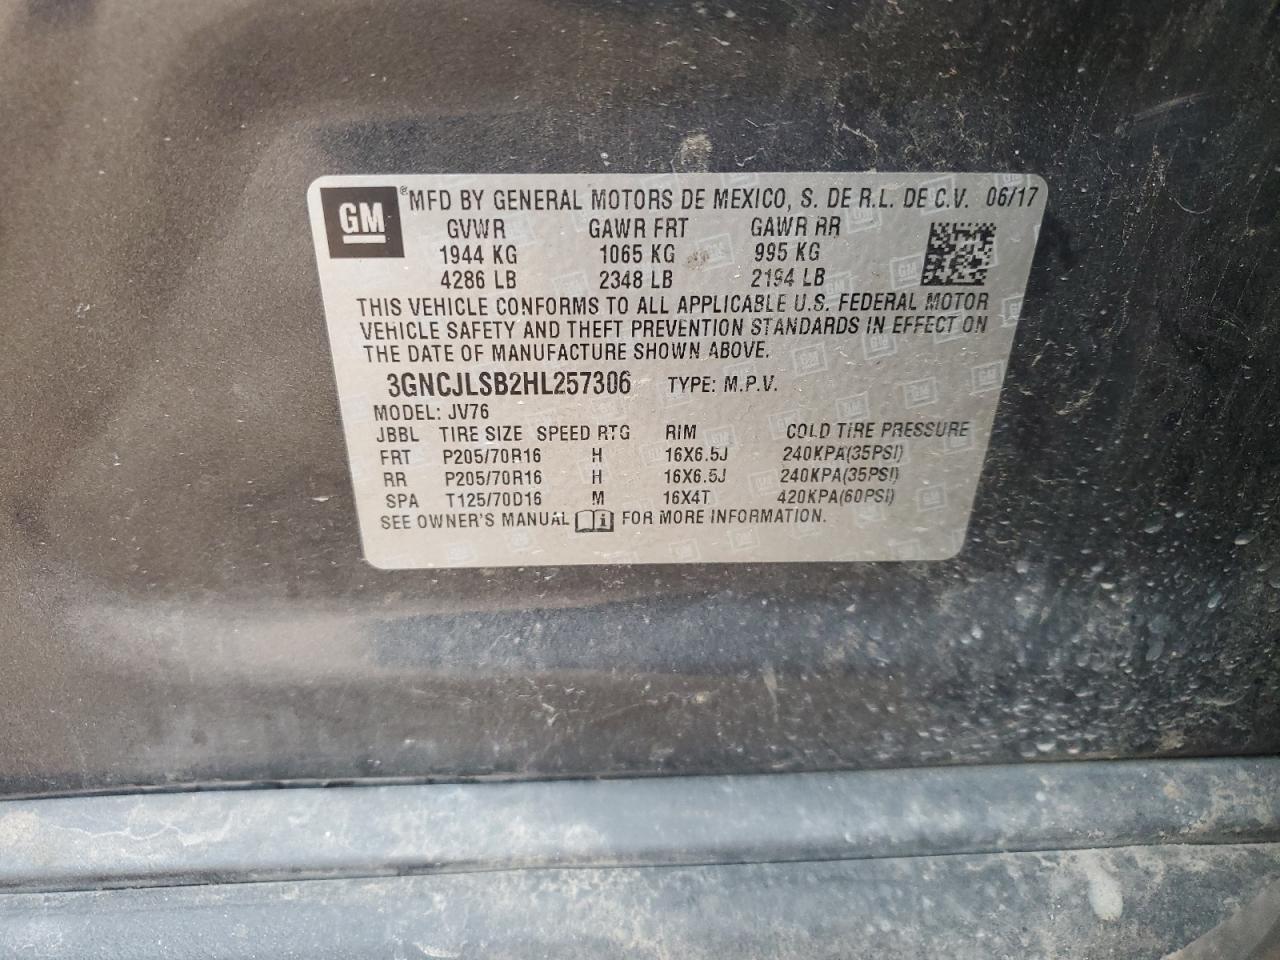 GM ® MFD BY GENERAL MOTORS DE MEXICO, S. DE R.L. DE C.V. 06/17
GVWR GAWR FRT GAWR RR
1944 KG 1065 KG 995 KG
4286 LB 2348 LB 2194 LB
THIS VEHICLE CONFORMS TO ALL APPLICABLE U.S. FEDERAL MOTOR
VEHICLE SAFETY AND THEFT PREVENTION STANDARDS IN EFFECT ON
THE DATE OF MANUFACTURE SHOWN ABOVE.
3GNCJLSB2HL257306 TYPE: M.P.V.
MODEL: JV76
JBBL TIRE SIZE SPEED RTG RIM COLD TIRE PRESSURE
FRT P205/70R16 H 16X6.5J 240KPA(35PSI)
RR P205/70R16 H 16X6.5J 240KPA(35PSI)
SPA T125/70D16 M 16X4T 420KPA(60PSI)
SEE OWNER'S MANUAL i FOR MORE INFORMATION.